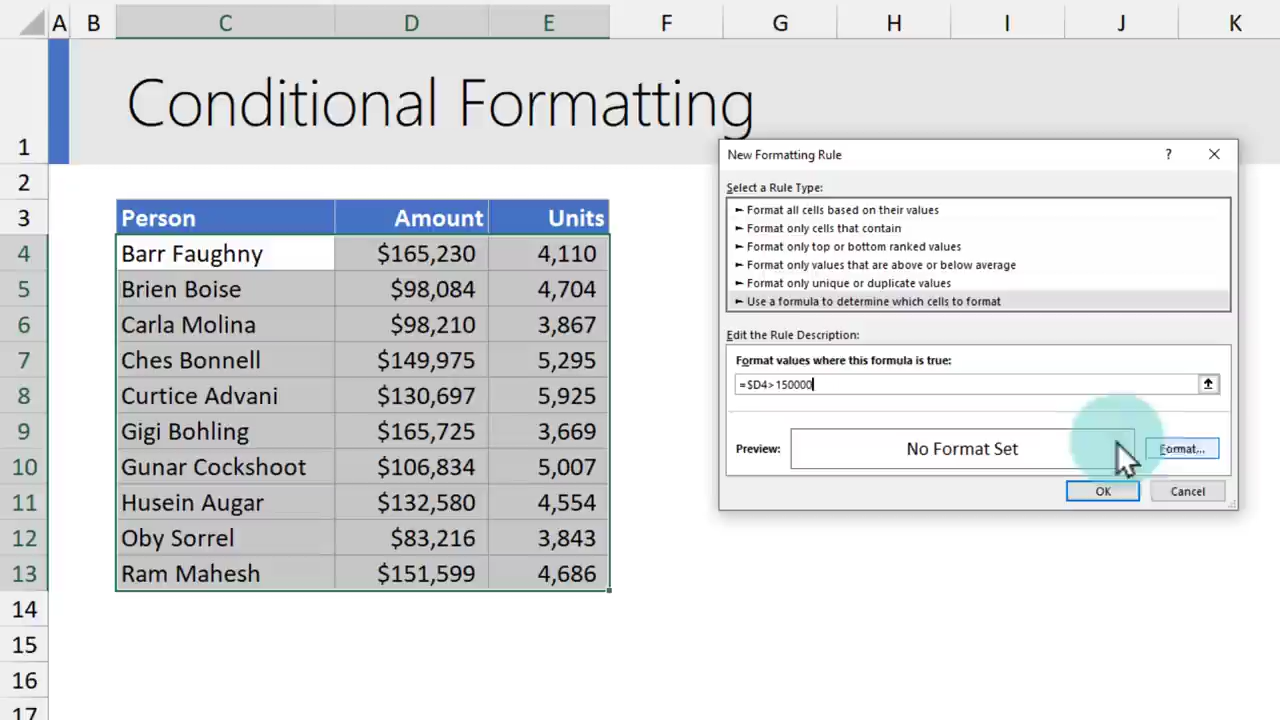 A B C D E F G H I J K
1 Conditional Formatting
2
3 Person Amount Units
4 Barr Faughny $165,230 4,110
5 Brien Boise $98,084 4,704
6 Carla Molina $98,210 3,867
7 Ches Bonnell $149,975 5,295
8 Curtice Advani $130,697 5,925
9 Gigi Bohling $165,725 3,669
10 Gunar Cockshoot $106,834 5,007
11 Husein Augar $132,580 4,554
12 Oby Sorrel $83,216 3,843
13 Ram Mahesh $151,599 4,686
14
15
16
17
New Formatting Rule ?
Select a Rule Type:
► Format all cells based on their values
► Format only cells that contain
► Format only top or bottom ranked values
► Format only values that are above or below average
► Format only unique or duplicate values
► Use a formula to determine which cells to format
Edit the Rule Description:
Format values where this formula is true:
=$D4>150000
Preview: No Format Set Format...
OK Cancel